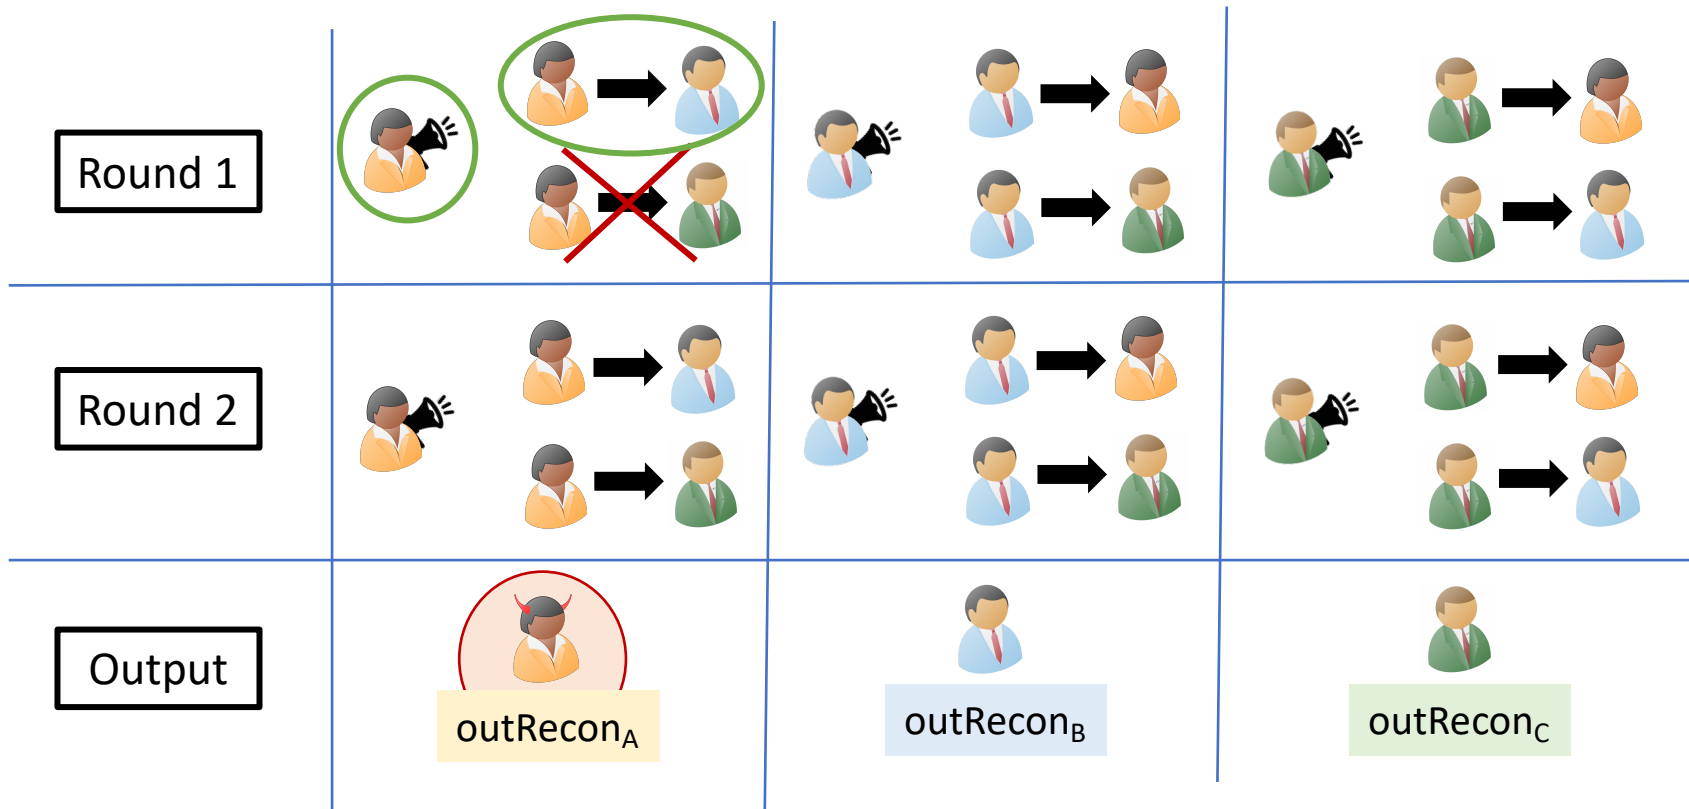 Round 1
Round 2
Output
outRecon_A
outRecon_B
outRecon_C